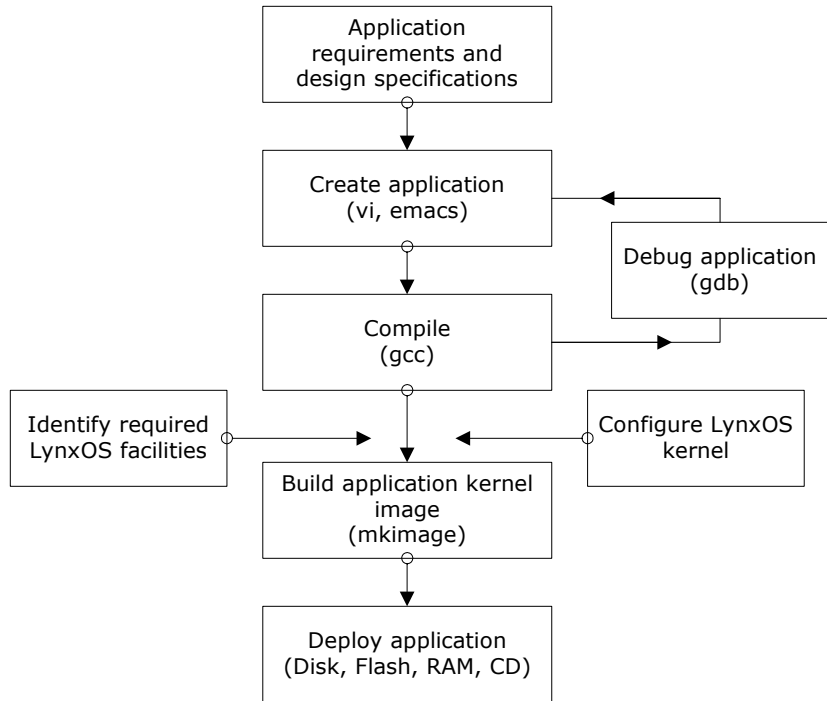 Application
requirements and
design specifications
Create application
(vi, emacs)
Debug application
(gdb)
Compile
(gcc)
Identify required
LynxOS facilities
Configure LynxOS
kernel
Build application kernel
image
(mkimage)
Deploy application
(Disk, Flash, RAM, CD)